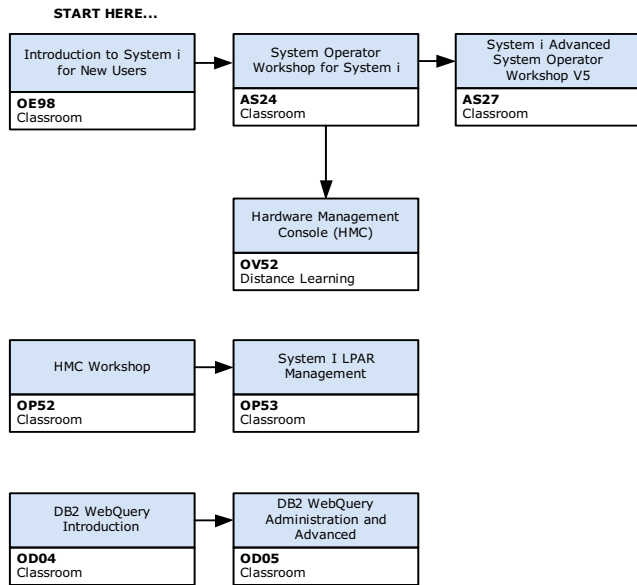 START HERE...
Introduction to System i
for New Users
OE98
Classroom
System Operator
Workshop for System i
AS24
Classroom
System i Advanced
System Operator
Workshop V5
AS27
Classroom
Hardware Management
Console (HMC)
OV52
Distance Learning
HMC Workshop
OP52
Classroom
System I LPAR
Management
OP53
Classroom
DB2 WebQuery
Introduction
OD04
Classroom
DB2 WebQuery
Administration and
Advanced
OD05
Classroom